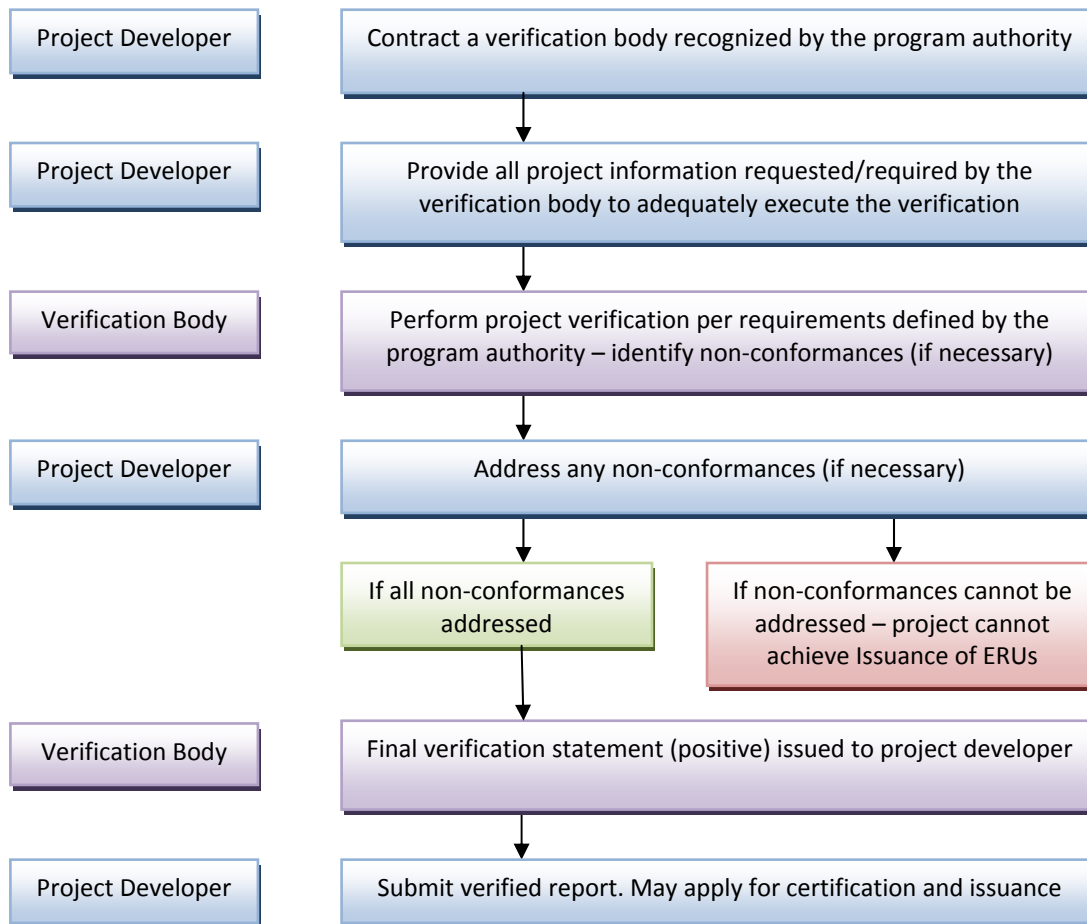 Project Developer
Contract a verification body recognized by the program authority
Project Developer
Provide all project information requested/required by the
verification body to adequately execute the verification
Verification Body
Perform project verification per requirements defined by the
program authority – identify non-conformances (if necessary)
Project Developer
Address any non-conformances (if necessary)
If all non-conformances
addressed
If non-conformances cannot be
addressed – project cannot
achieve Issuance of ERUs
Verification Body
Final verification statement (positive) issued to project developer
Project Developer
Submit verified report. May apply for certification and issuance